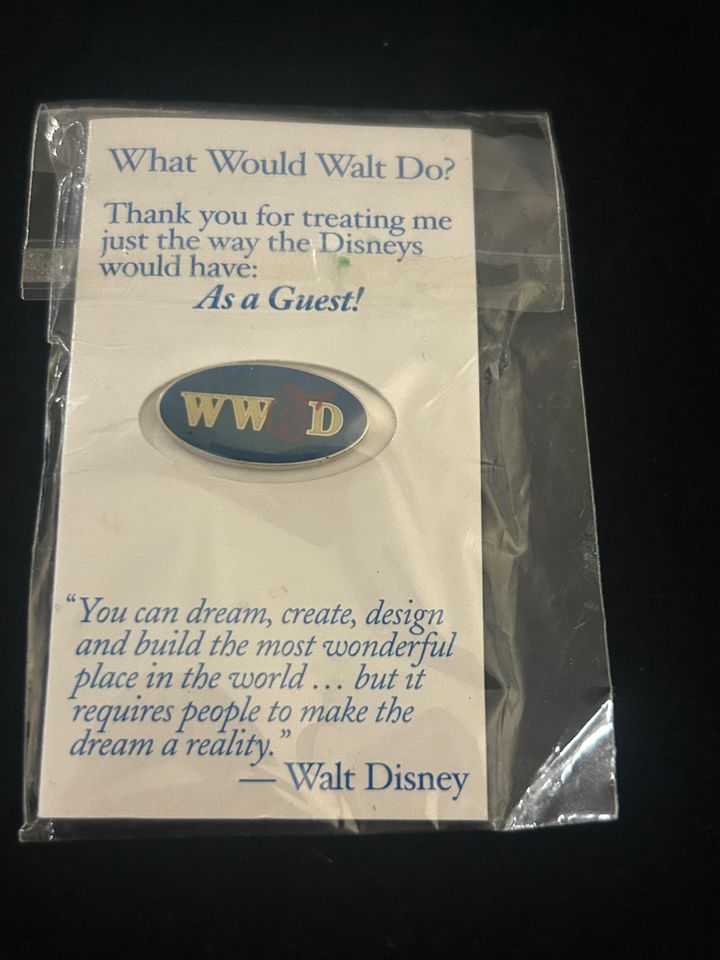 What Would Walt Do?
Thank you for treating me
just the way the Disneys
would have:
As a Guest!
WW D
“You can dream, create, design
and build the most wonderful
place in the world ... but it
requires people to make the
dream a reality.”
— Walt Disney